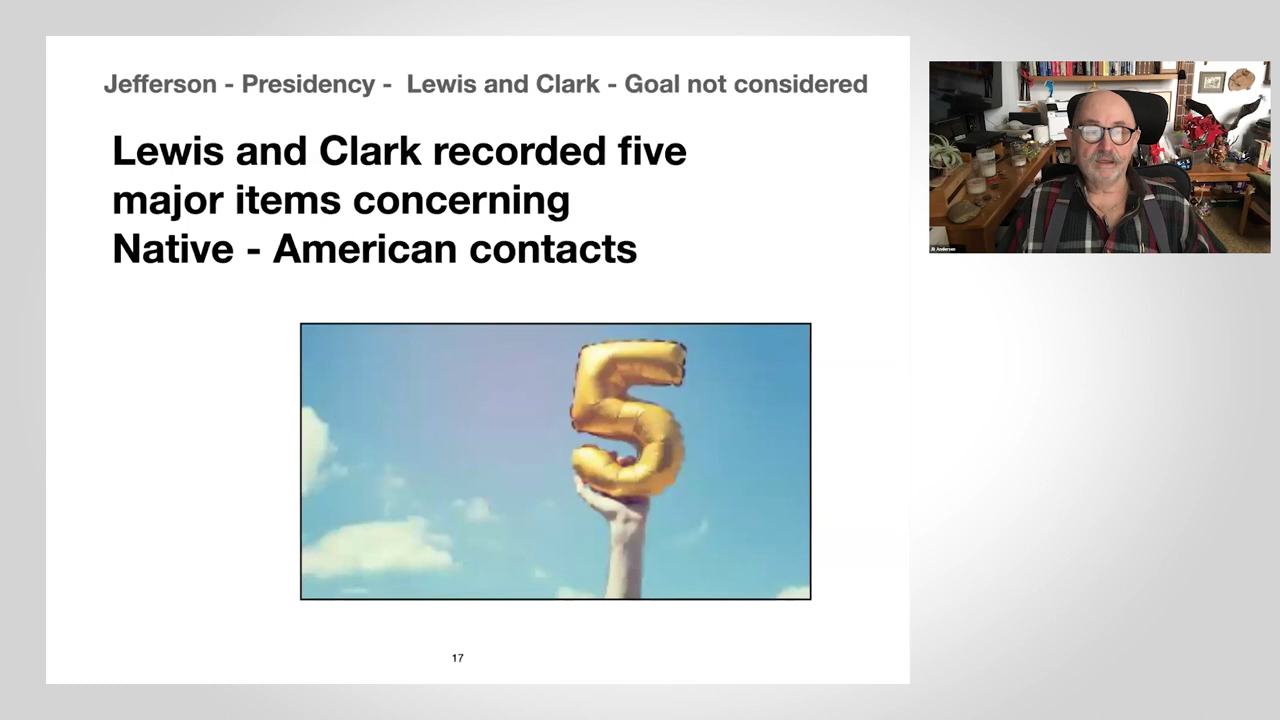 Jefferson - Presidency -  Lewis and Clark - Goal not considered
Lewis and Clark recorded five
major items concerning
Native - American contacts
5
17